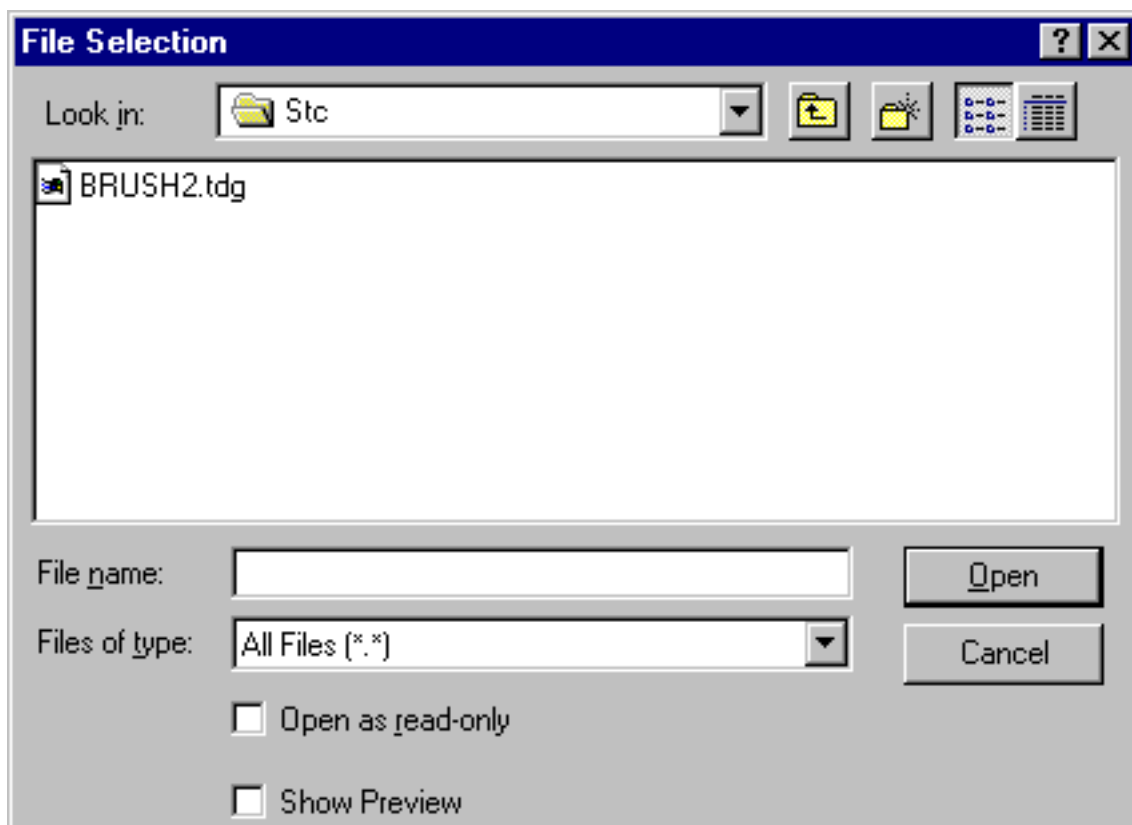 File Selection
Look in: Stc
BRUSH2.tdg
File name:
Open
Files of type: All Files (*.*)
Cancel
Open as read-only
Show Preview